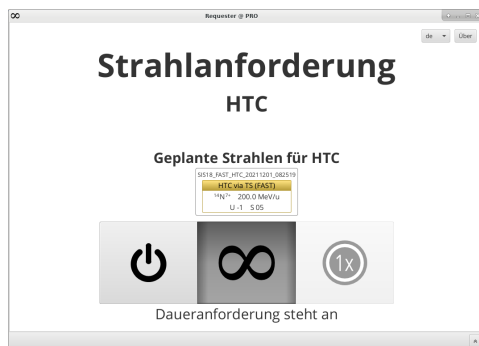 Requester @ PRO
de
Über
Strahlanforderung
HTC
Geplante Strahlen für HTC
SIS18_FAST_HTC_20211201_082519
HTC via TS (FAST)
¹⁴N⁷⁺ 200.0 MeV/u
U -1 S 05
1x
Daueranforderung steht an